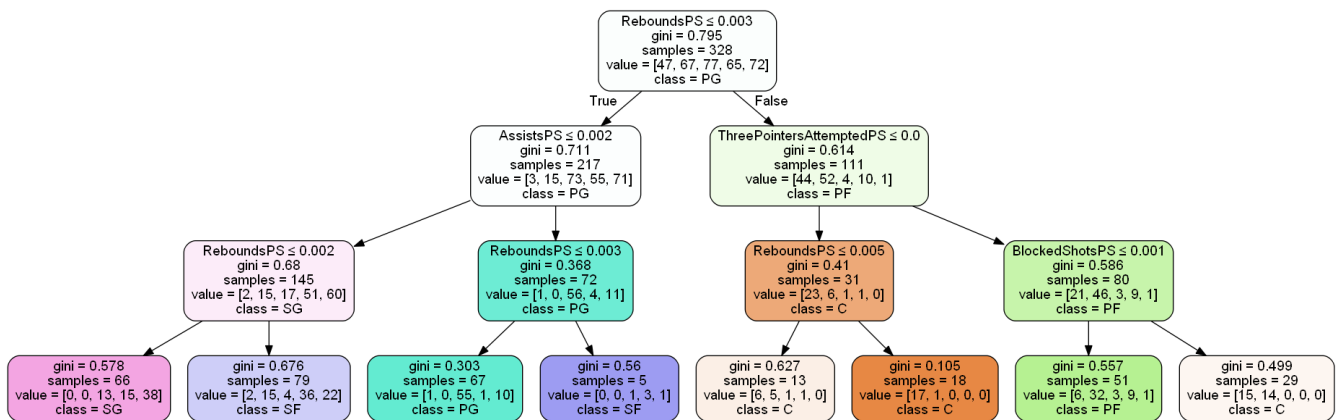 ReboundsPS ≤ 0.003
gini = 0.795
samples = 328
value = [47, 67, 77, 65, 72]
class = PG
True
False
AssistsPS ≤ 0.002
gini = 0.711
samples = 217
value = [3, 15, 73, 55, 71]
class = PG
ThreePointersAttemptedPS ≤ 0.0
gini = 0.614
samples = 111
value = [44, 52, 4, 10, 1]
class = PF
ReboundsPS ≤ 0.002
gini = 0.68
samples = 145
value = [2, 15, 17, 51, 60]
class = SG
ReboundsPS ≤ 0.003
gini = 0.368
samples = 72
value = [1, 0, 56, 4, 11]
class = PG
ReboundsPS ≤ 0.005
gini = 0.41
samples = 31
value = [23, 6, 1, 1, 0]
class = C
BlockedShotsPS ≤ 0.001
gini = 0.586
samples = 80
value = [21, 46, 3, 9, 1]
class = PF
gini = 0.578
samples = 66
value = [0, 0, 13, 15, 38]
class = SG
gini = 0.676
samples = 79
value = [2, 15, 4, 36, 22]
class = SF
gini = 0.303
samples = 67
value = [1, 0, 55, 1, 10]
class = PG
gini = 0.56
samples = 5
value = [0, 0, 1, 3, 1]
class = SF
gini = 0.627
samples = 13
value = [6, 5, 1, 1, 0]
class = C
gini = 0.105
samples = 18
value = [17, 1, 0, 0, 0]
class = C
gini = 0.557
samples = 51
value = [6, 32, 3, 9, 1]
class = PF
gini = 0.499
samples = 29
value = [15, 14, 0, 0, 0]
class = C